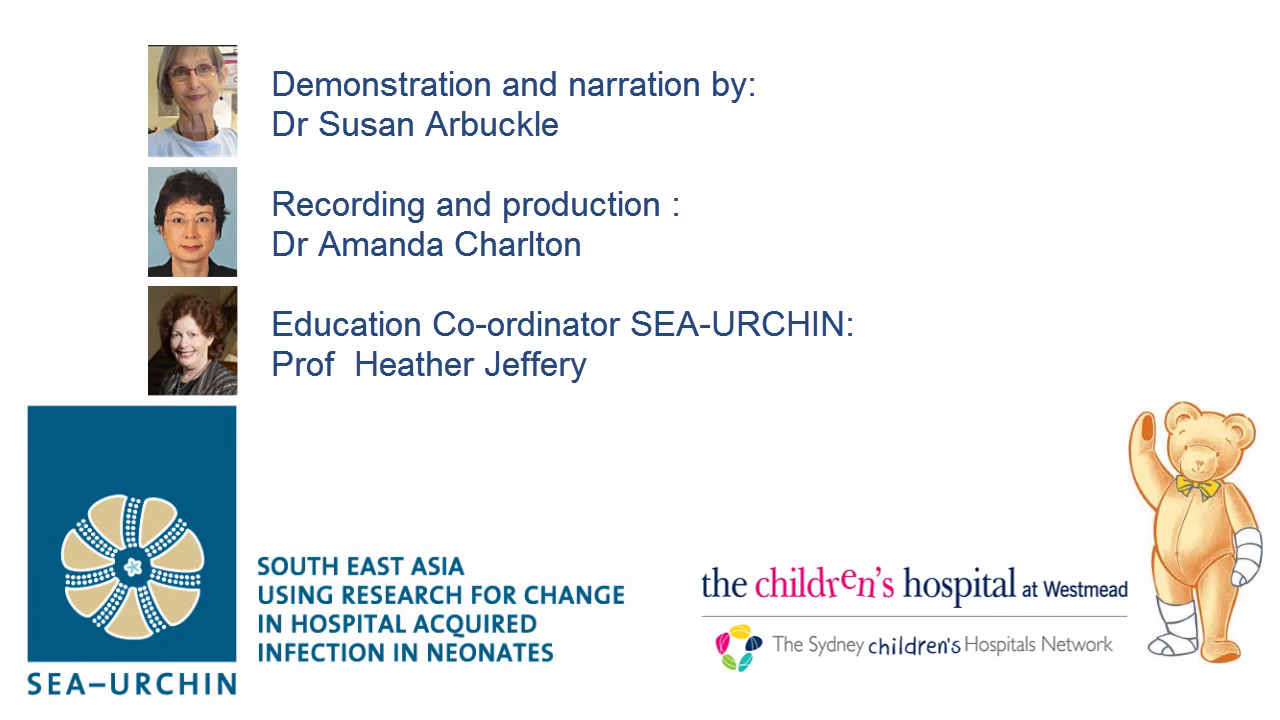 Demonstration and narration by:
Dr Susan Arbuckle
Recording and production :
Dr Amanda Charlton
Education Co-ordinator SEA-URCHIN:
Prof Heather Jeffery
SOUTH EAST ASIA
USING RESEARCH FOR CHANGE
IN HOSPITAL ACQUIRED
INFECTION IN NEONATES
SEA-URCHIN
the children's hospital at Westmead
The Sydney children's Hospitals Network